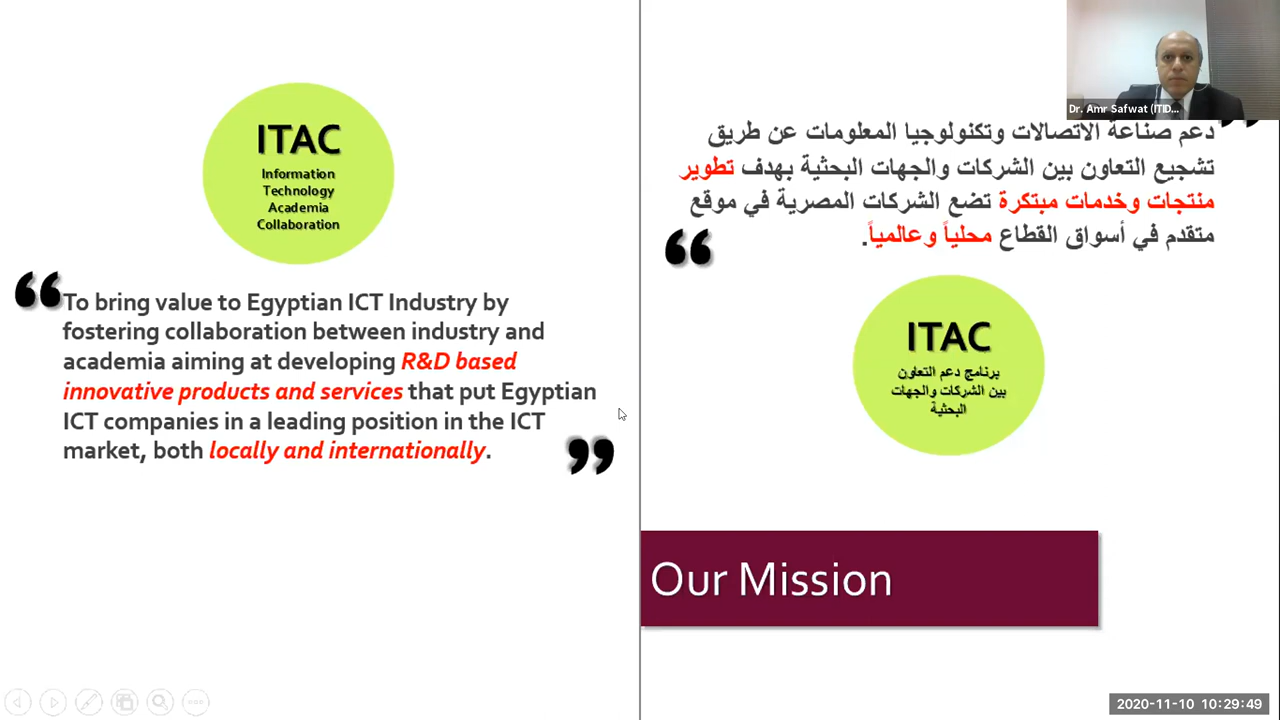 ITAC
Information
Technology
Academia
Collaboration
“To bring value to Egyptian ICT Industry by
fostering collaboration between industry and
academia aiming at developing R&D based
innovative products and services that put Egyptian
ICT companies in a leading position in the ICT
market, both locally and internationally. ”
Dr. Amr Safwat (ITID...
دعم صناعة الاتصالات وتكنولوجيا المعلومات عن طريق
تشجيع التعاون بين الشركات والجهات البحثية بهدف تطوير
منتجات وخدمات مبتكرة تضع الشركات المصرية في موقع
متقدم في أسواق القطاع محلياً وعالمياً.
ITAC
برنامج دعم التعاون
بين الشركات والجهات
البحثية
Our Mission
2020-11-10 10:29:49